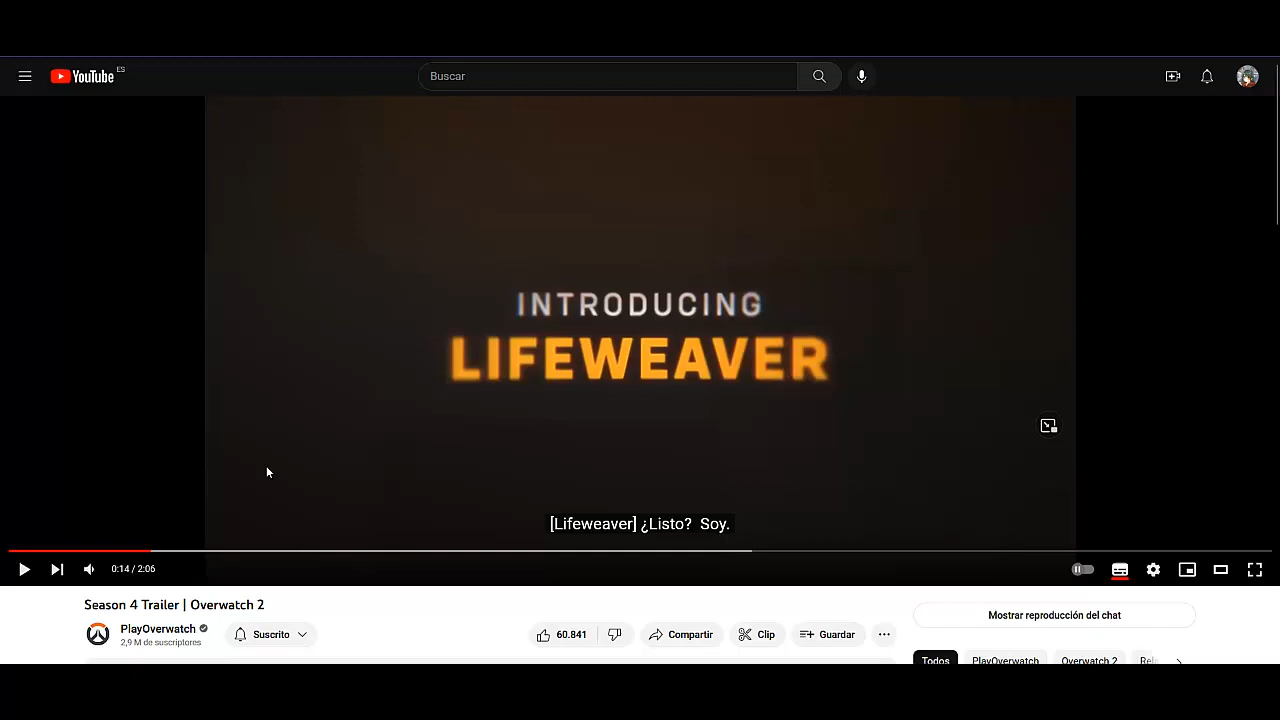 YouTube ES
Buscar
INTRODUCING
LIFEWEAVER
[Lifeweaver] ¿Listo? Soy.
0:14 / 2:06
Season 4 Trailer | Overwatch 2
PlayOverwatch
2,9 M de suscriptores
Suscrito
60.841
Compartir
Clip
Guardar
Mostrar reproducción del chat
Todos
PlayOverwatch
Overwatch 2